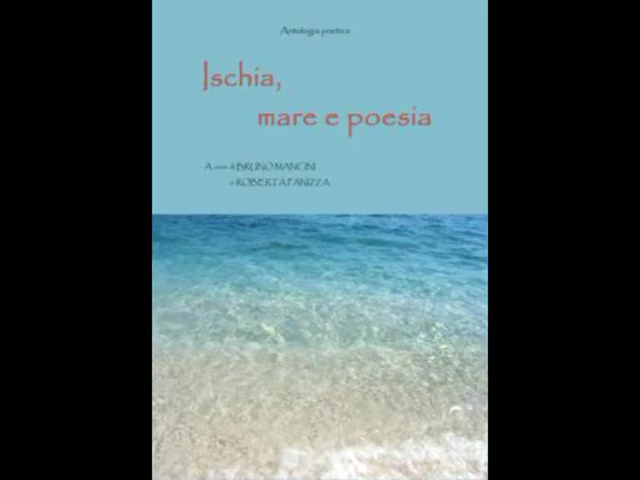 Antologia poetica
Ischia,
mare e poesia
A cura di BRUNO MANCINI
e ROBERTA PANIZZA